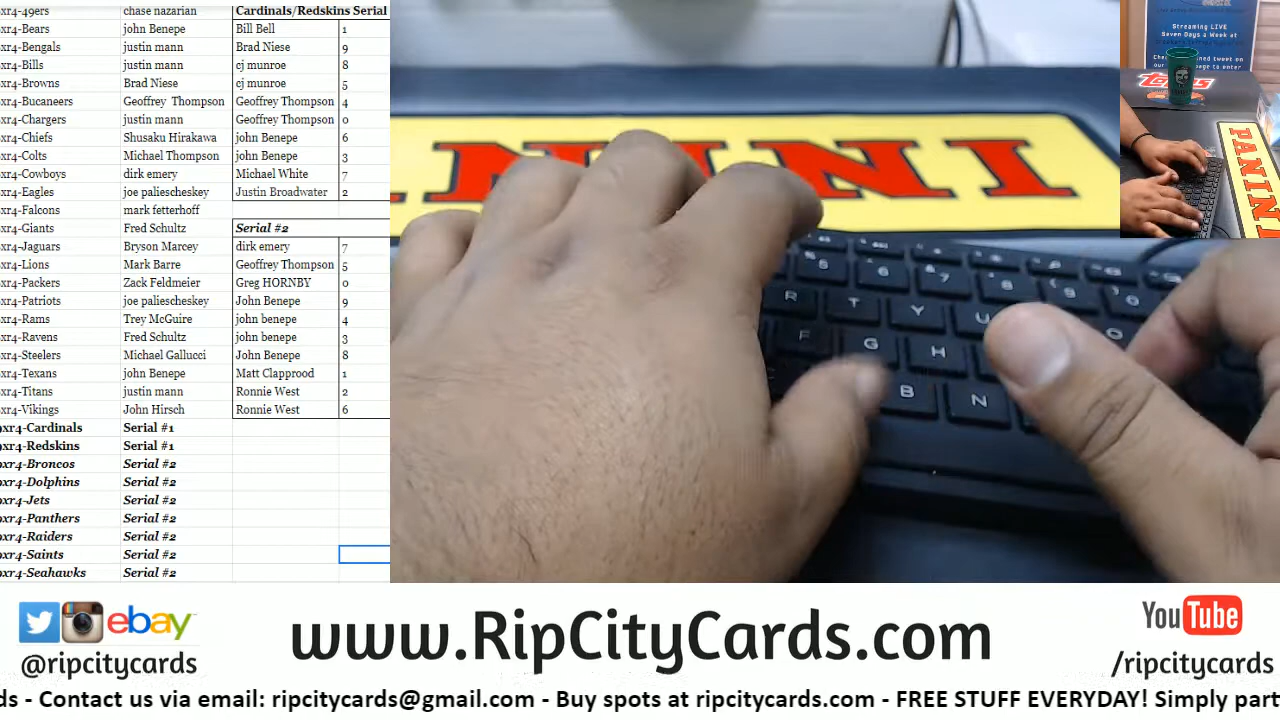 xr4-49ers chase nazarian Cardinals/Redskins Serial
xr4-Bears john Benepe Bill Bell 1
xr4-Bengals justin mann Brad Niese 9
xr4-Bills justin mann cj munroe 8
xr4-Browns Brad Niese cj munroe 5
xr4-Bucaneers Geoffrey Thompson Geoffrey Thompson 4
xr4-Chargers justin mann Geoffrey Thompson 0
xr4-Chiefs Shusaku Hirakawa john Benepe 6
xr4-Colts Michael Thompson john Benepe 3
xr4-Cowboys dirk emery Michael White 7
xr4-Eagles joe paliescheskey Justin Broadwater 2
xr4-Falcons mark fetterhoff
xr4-Giants Fred Schultz Serial #2
xr4-Jaguars Bryson Marcey dirk emery 7
xr4-Lions Mark Barre Geoffrey Thompson 5
xr4-Packers Zack Feldmeier Greg HORNBY 0
xr4-Patriots joe paliescheskey John Benepe 9
xr4-Rams Trey McGuire john benepe 4
xr4-Ravens Fred Schultz john benepe 3
xr4-Steelers Michael Gallucci John Benepe 8
xr4-Texans john Benepe Matt Clapprood 1
xr4-Titans justin mann Ronnie West 2
xr4-Vikings John Hirsch Ronnie West 6
xr4-Cardinals Serial #1
xr4-Redskins Serial #1
xr4-Broncos Serial #2
xr4-Dolphins Serial #2
xr4-Jets Serial #2
xr4-Panthers Serial #2
xr4-Raiders Serial #2
xr4-Saints Serial #2
xr4-Seahawks Serial #2
NINI
5 6 7 8 9 0
R T Y U O
F G H
B N
Streaming LIVE
Seven Days a Week at
Topps
PANINI
ebay
@ripcitycards
www.RipCityCards.com
YouTube
/ripcitycards
ds - Contact us via email: ripcitycards@gmail.com - Buy spots at ripcitycards.com - FREE STUFF EVERYDAY! Simply part